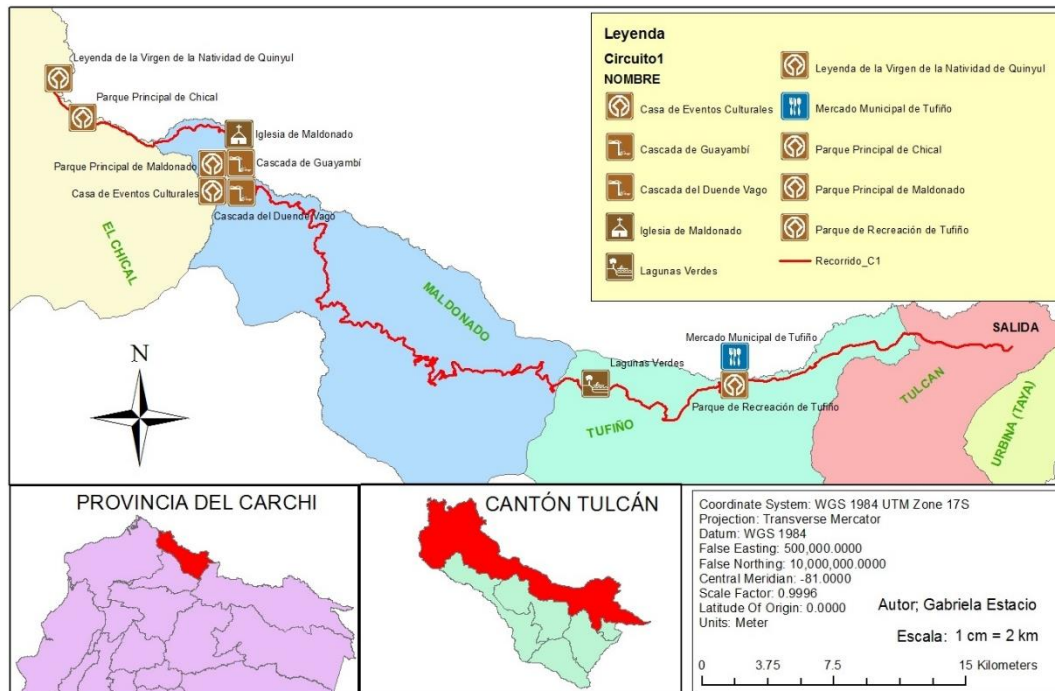 Leyenda de la Virgen de la Natividad de Quinyul
Parque Principal de Chical
Iglesia de Maldonado
Parque Principal de Maldonado
Cascada de Guayambí
Casa de Eventos Culturales
Cascada del Duende Vago
EL CHICAL
MALDONADO
Lagunas Verdes
TUFIÑO
Mercado Municipal de Tufiño
Parque de Recreación de Tufiño
SALIDA
TULCAN
URBINA (TAYA)
N
Leyenda
Circuito1
NOMBRE
Casa de Eventos Culturales
Cascada de Guayambí
Cascada del Duende Vago
Iglesia de Maldonado
Lagunas Verdes
Leyenda de la Virgen de la Natividad de Quinyul
Mercado Municipal de Tufiño
Parque Principal de Chical
Parque Principal de Maldonado
Parque de Recreación de Tufiño
Recorrido_C1
PROVINCIA DEL CARCHI
CANTÓN TULCÁN
Coordinate System: WGS 1984 UTM Zone 17S
Projection: Transverse Mercator
Datum: WGS 1984
False Easting: 500,000.0000
False Northing: 10,000,000.0000
Central Meridian: -81.0000
Scale Factor: 0.9996
Latitude Of Origin: 0.0000
Units: Meter
Autor; Gabriela Estacio
Escala: 1 cm = 2 km
0 3.75 7.5 15 Kilometers